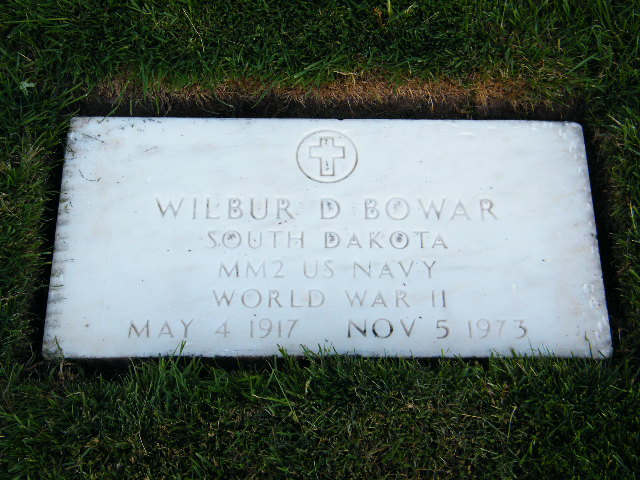 WILBUR D BOWAR
SOUTH DAKOTA
MM2 US NAVY
WORLD WAR II
MAY 4 1917 NOV 5 1973